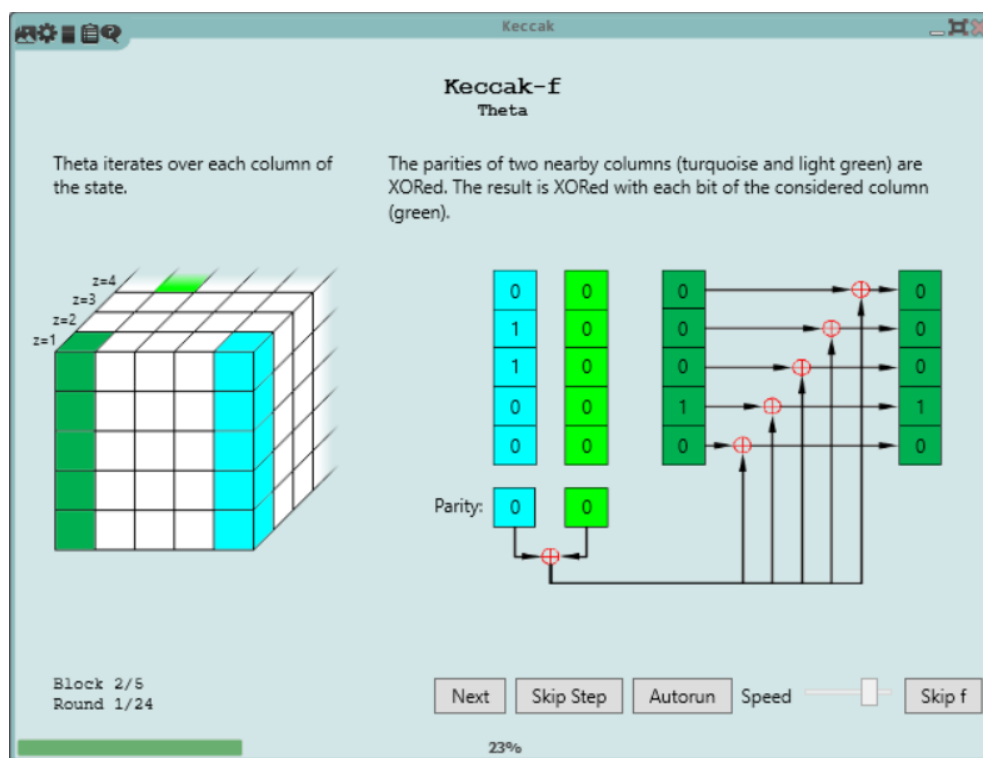 Keccak
Keccak-f
Theta
Theta iterates over each column of
the state.
The parities of two nearby columns (turquoise and light green) are
XORed. The result is XORed with each bit of the considered column
(green).
z=4
z=3
z=2
z=1
0 0 0 0
1 0 0 0
1 0 0 0
0 0 1 1
0 0 0 0
Parity: 0 0
Block 2/5
Round 1/24
Next Skip Step Autorun Speed Skip f
23%